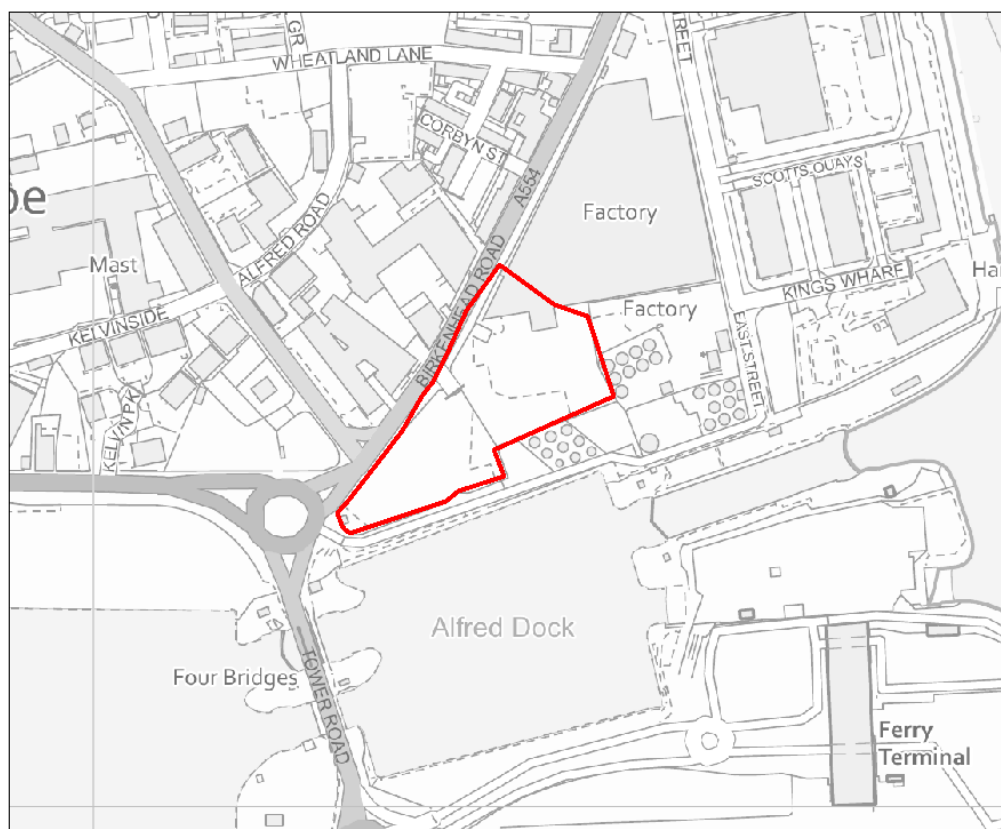 GR
STREET
WHEATLAND LANE
CORBYN ST
SCOTTS QUAYS
A554
be
Factory
ALFRED ROAD
Mast
BIRKENHEAD ROAD
KINGS WHARF
Ha
KELVINSIDE
Factory
EAST STREET
KELVIN PK
Alfred Dock
Four Bridges
TOWER ROAD
Ferry
Terminal